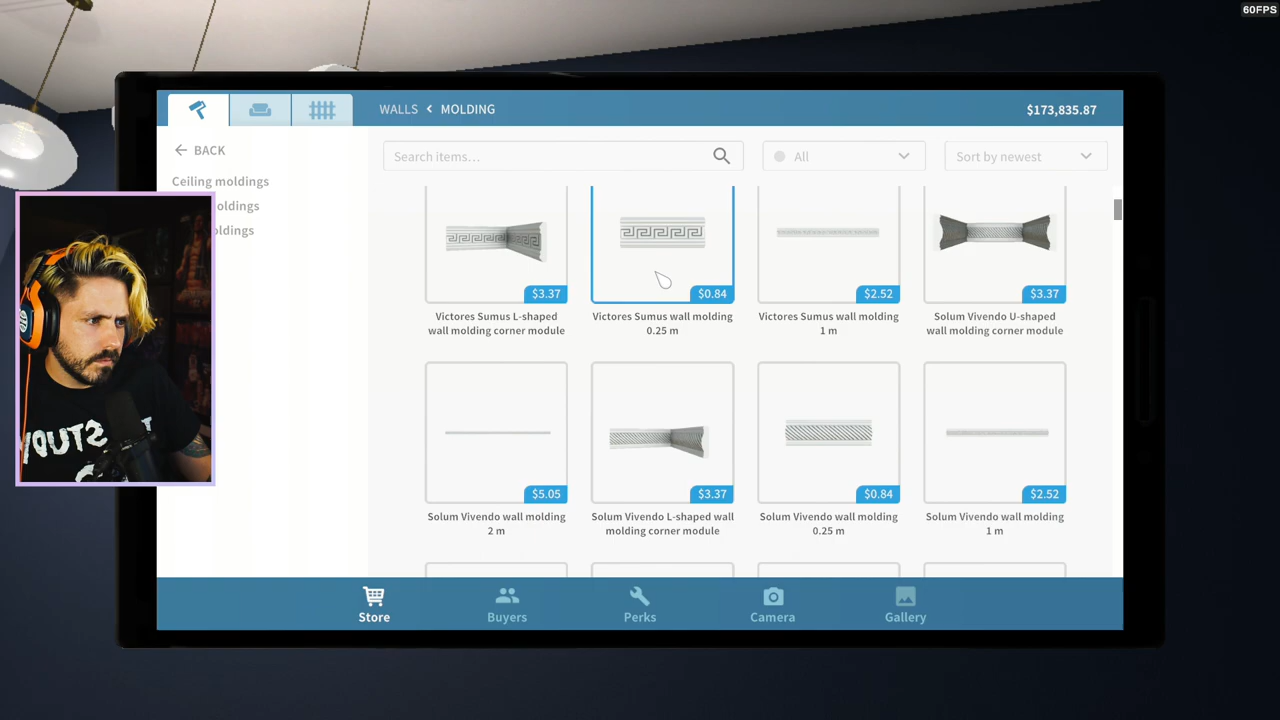 60FPS
WALLS < MOLDING
$173,835.87
BACK
Search items...
All
Sort by newest
Ceiling moldings
oldings
oldings
$3.37
$0.84
$2.52
$3.37
Victores Sumus L-shaped
wall molding corner module
Victores Sumus wall molding
0.25 m
Victores Sumus wall molding
1 m
Solum Vivendo U-shaped
wall molding corner module
$5.05
$3.37
$0.84
$2.52
Solum Vivendo wall molding
2 m
Solum Vivendo L-shaped wall
molding corner module
Solum Vivendo wall molding
0.25 m
Solum Vivendo wall molding
1 m
Store
Buyers
Perks
Camera
Gallery